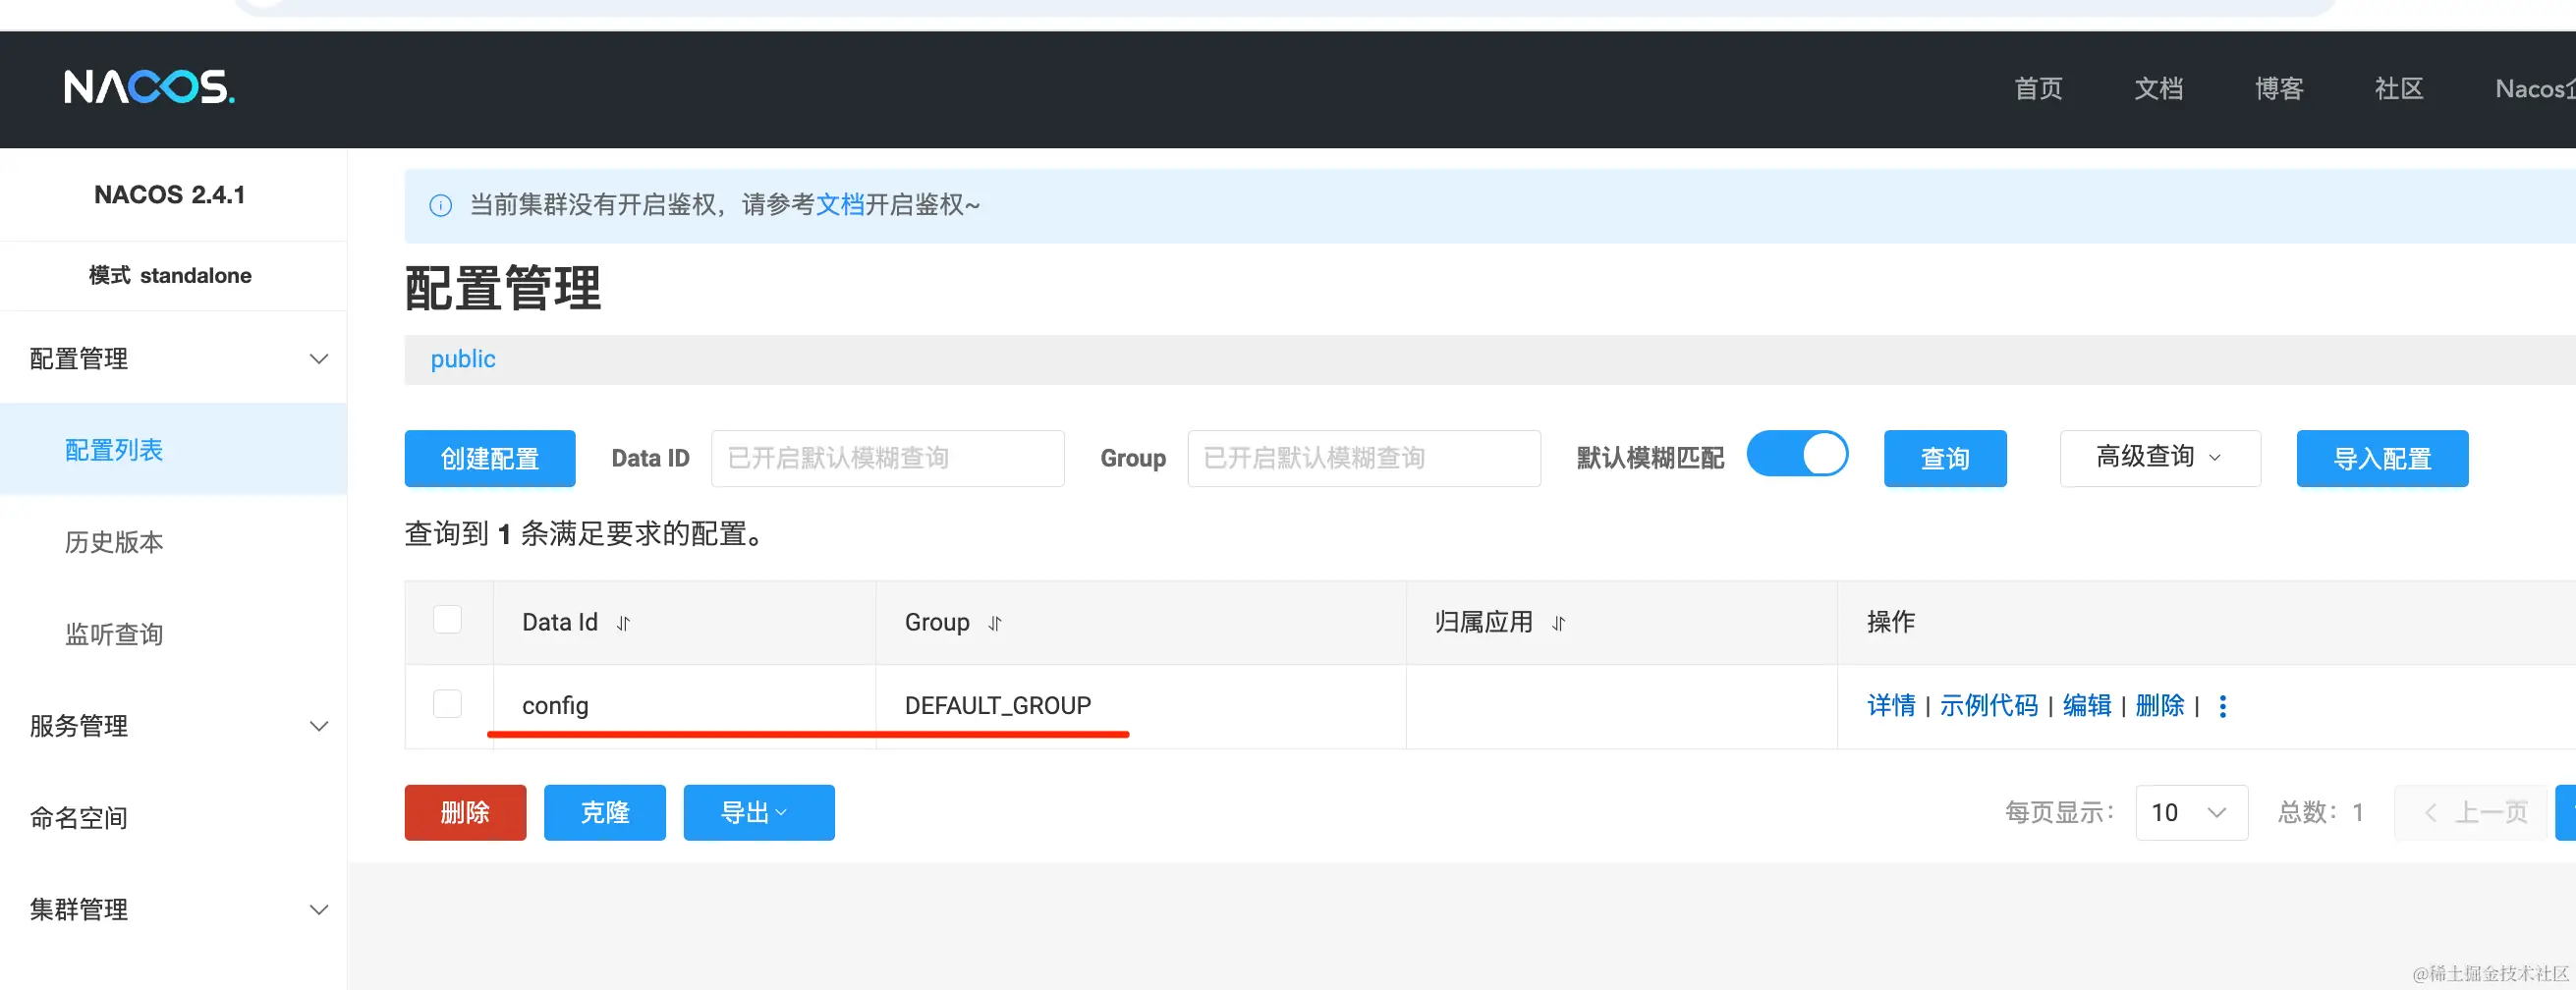 NACOS.
首页 文档 博客 社区 Nacos企
NACOS 2.4.1
模式 standalone
配置管理
配置列表
历史版本
监听查询
服务管理
命名空间
集群管理
当前集群没有开启鉴权，请参考文档开启鉴权~
配置管理
public
创建配置 Data ID 已开启默认模糊查询 Group 已开启默认模糊查询 默认模糊匹配 查询 高级查询 导入配置
查询到 1 条满足要求的配置。
Data Id Group 归属应用 操作
config DEFAULT_GROUP 详情 | 示例代码 | 编辑 | 删除 |
删除 克隆 导出 每页显示： 10 总数：1 上一页
@稀土掘金技术社区